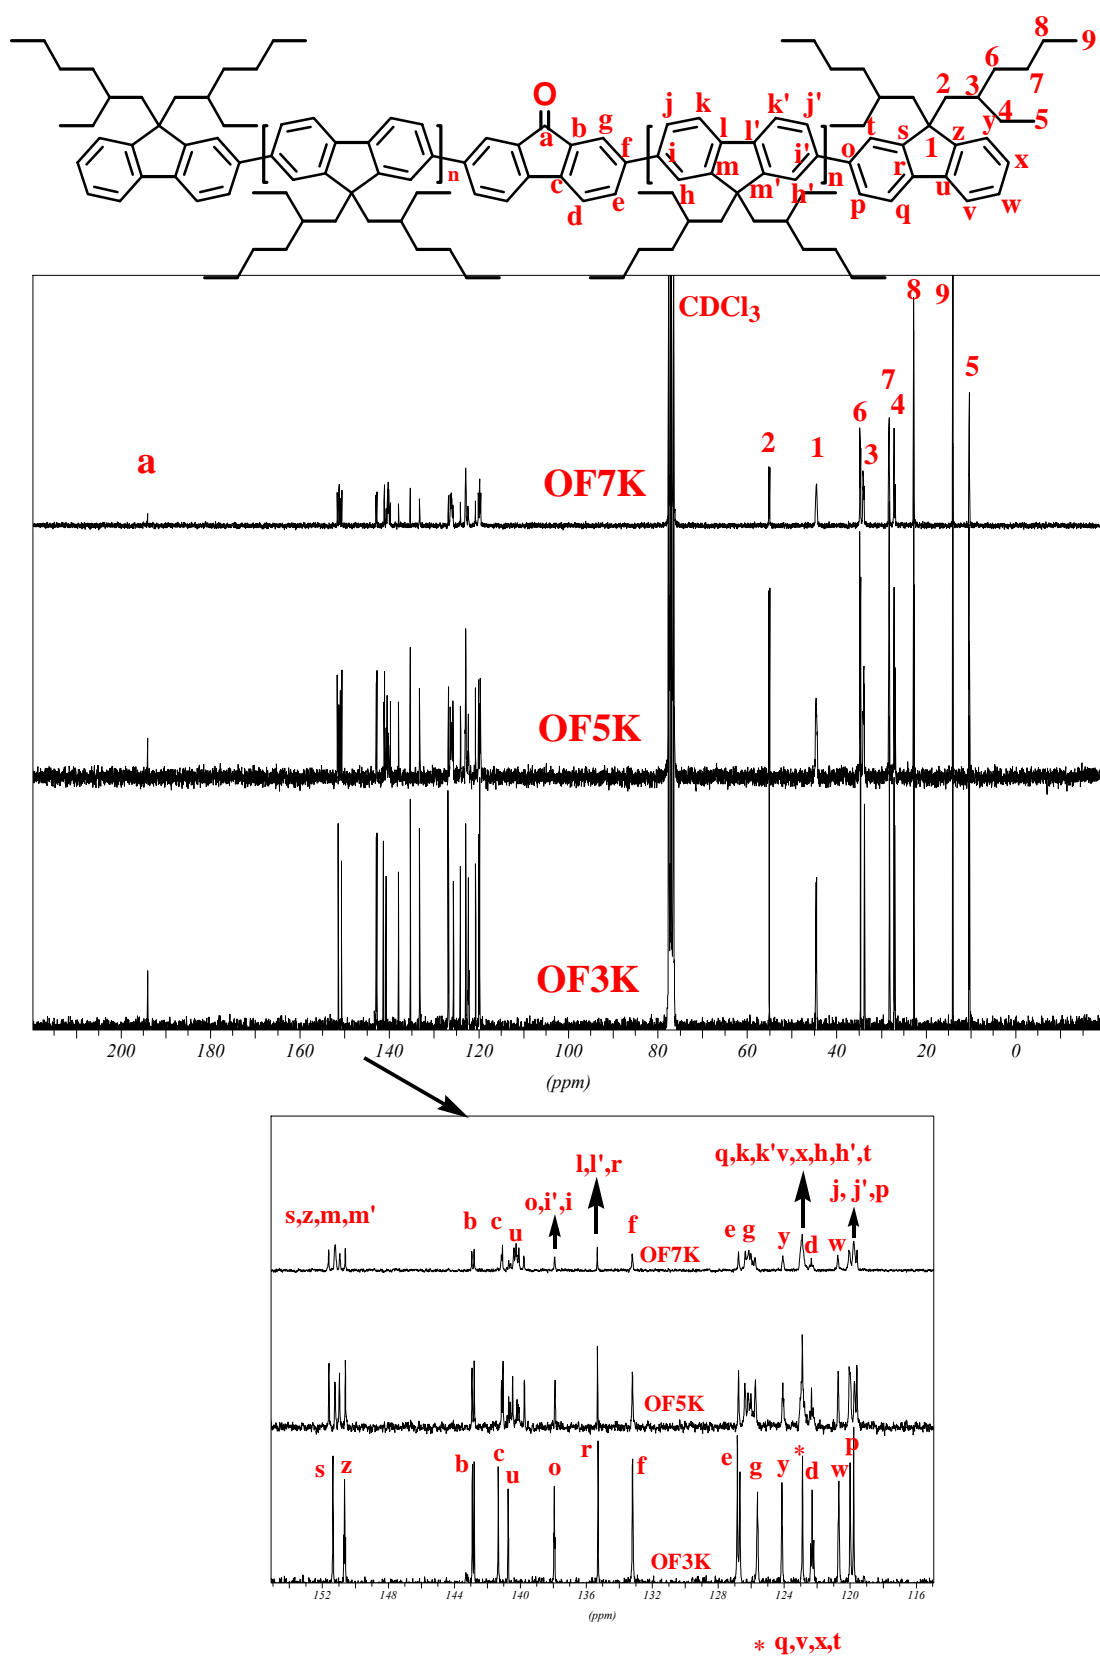 8
9
6
2 3 7
O
j k k' j' 4 5
a b g l l' t s z y
f i i' o 1 x
n c m m' n r u
e h h' p q v w
d
CDCl3
8 9
7 5
6 4
a 2 1 3
OF7K
OF5K
OF3K
200 180 160 140 120 100 80 60 40 20 0
(ppm)
q,k,k'v,x,h,h',t
l,l',r
o,i',i j, j',p
s,z,m,m' b c u f e g y d w
OF7K
OF5K
s z b c u o r f e g y * d w p
OF3K
152 148 144 140 136 132 128 124 120 116
(ppm)
* q,v,x,t